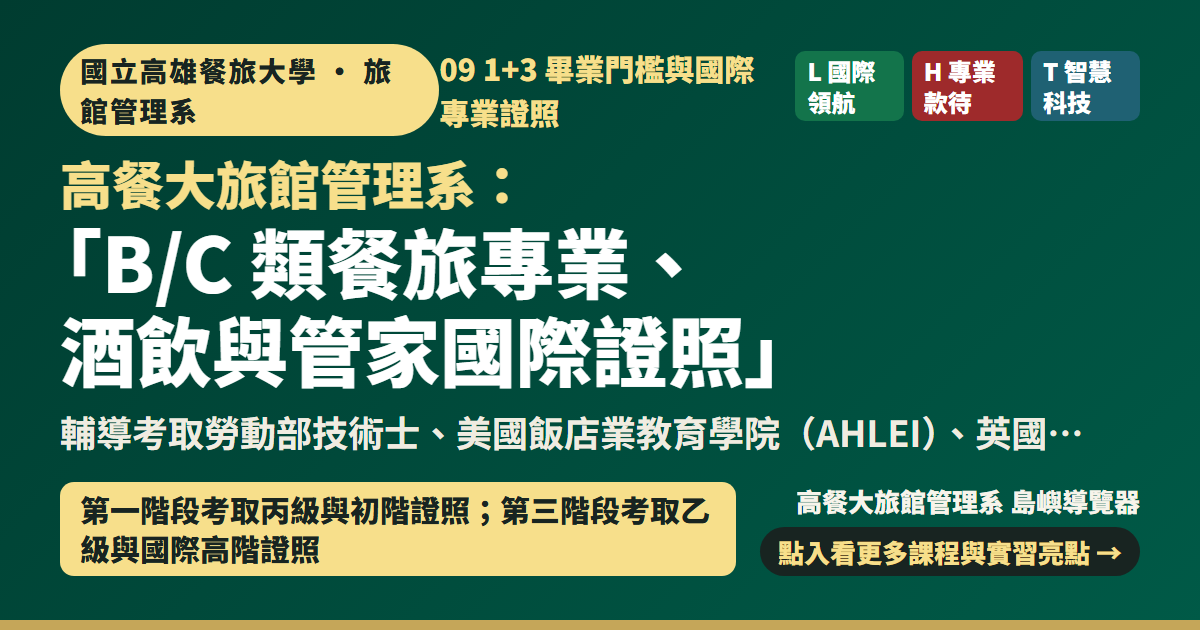 國立高雄餐旅大學 • 旅
館管理系
09 1+3 畢業門檻與國際
專業證照
L 國際
領航
H 專業
款待
T 智慧
科技
高餐大旅館管理系：
「B/C 類餐旅專業、
酒飲與管家國際證照」
輔導考取勞動部技術士、美國飯店業教育學院（AHLEI）、英國…
第一階段考取丙級與初階證照；第三階段考取乙
級與國際高階證照
高餐大旅館管理系 島嶼導覽器
點入看更多課程與實習亮點 →